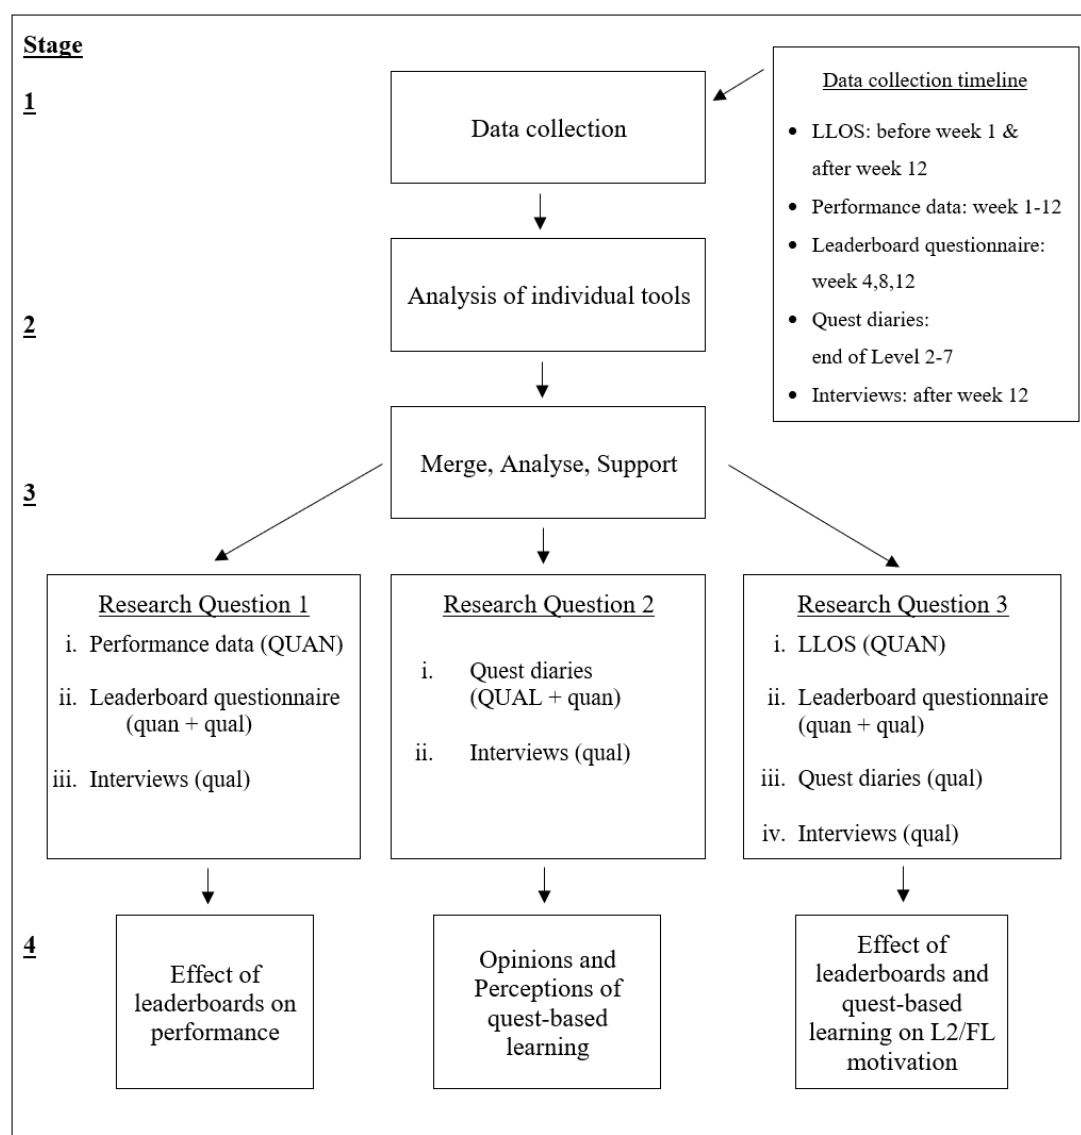 Stage
1
Data collection
Data collection timeline
• LLOS: before week 1 &
after week 12
• Performance data: week 1-12
• Leaderboard questionnaire:
week 4,8,12
• Quest diaries:
end of Level 2-7
• Interviews: after week 12
2
Analysis of individual tools
3
Merge, Analyse, Support
Research Question 1
i. Performance data (QUAN)
ii. Leaderboard questionnaire
(quan + qual)
iii. Interviews (qual)
Research Question 2
i. Quest diaries
(QUAL + quan)
ii. Interviews (qual)
Research Question 3
i. LLOS (QUAN)
ii. Leaderboard questionnaire
(quan + qual)
iii. Quest diaries (qual)
iv. Interviews (qual)
4
Effect of
leaderboards on
performance
Opinions and
Perceptions of
quest-based
learning
Effect of
leaderboards and
quest-based
learning on L2/FL
motivation